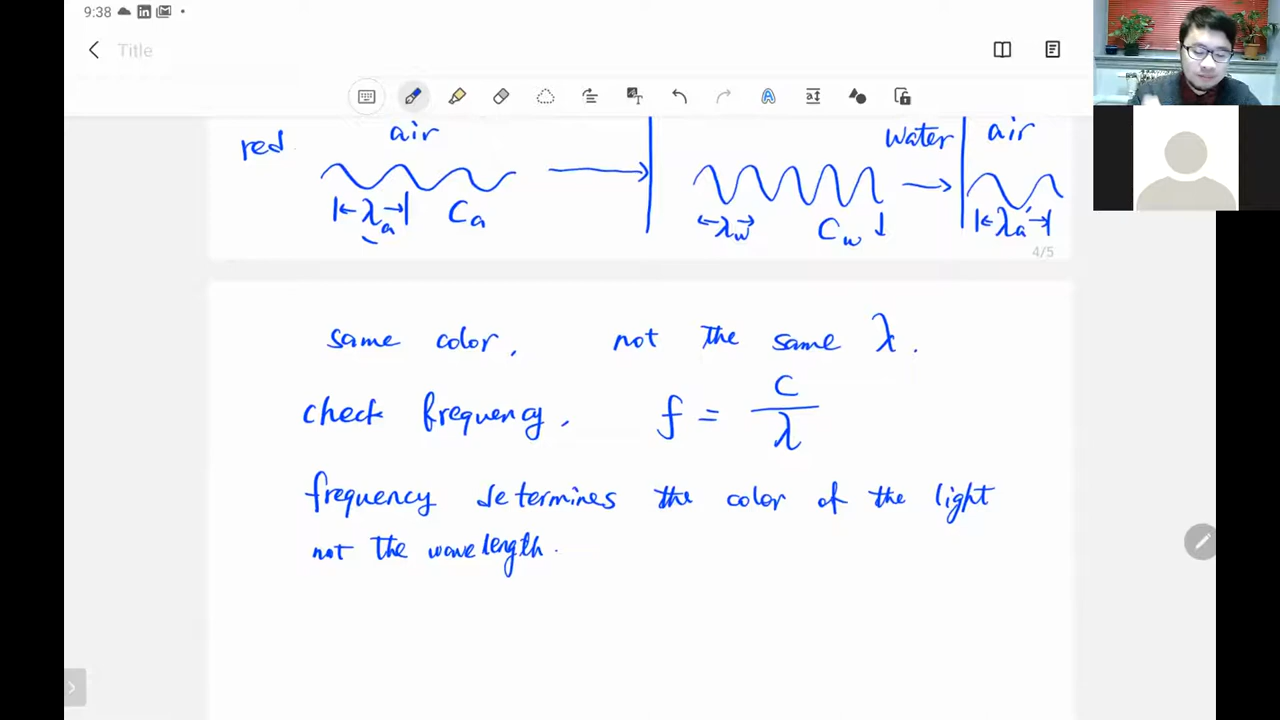 9:38
Title
red air Water air
λa Ca λw Cw ↓ λa
4/5
same color, not the same λ.
check frequency, f = C/λ
frequency determines the color of the light
not the wavelength.